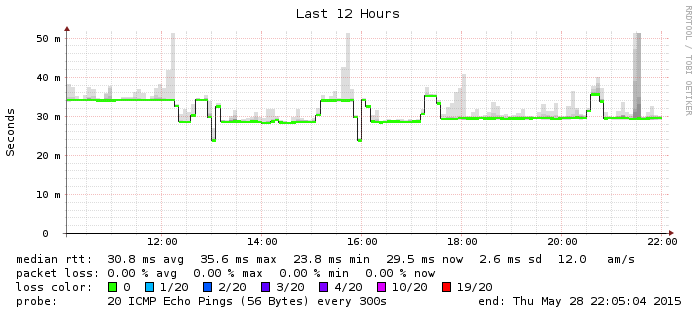 Last 12 Hours
RRDTOOL / TOBI OETIKER
Seconds
50 m
40 m
30 m
20 m
10 m
0
12:00 14:00 16:00 18:00 20:00 22:00
median rtt: 30.8 ms avg 35.6 ms max 23.8 ms min 29.5 ms now 2.6 ms sd 12.0 am/s
packet loss: 0.00 % avg 0.00 % max 0.00 % min 0.00 % now
loss color: 0 1/20 2/20 3/20 4/20 10/20 19/20
probe: 20 ICMP Echo Pings (56 Bytes) every 300s end: Thu May 28 22:05:04 2015